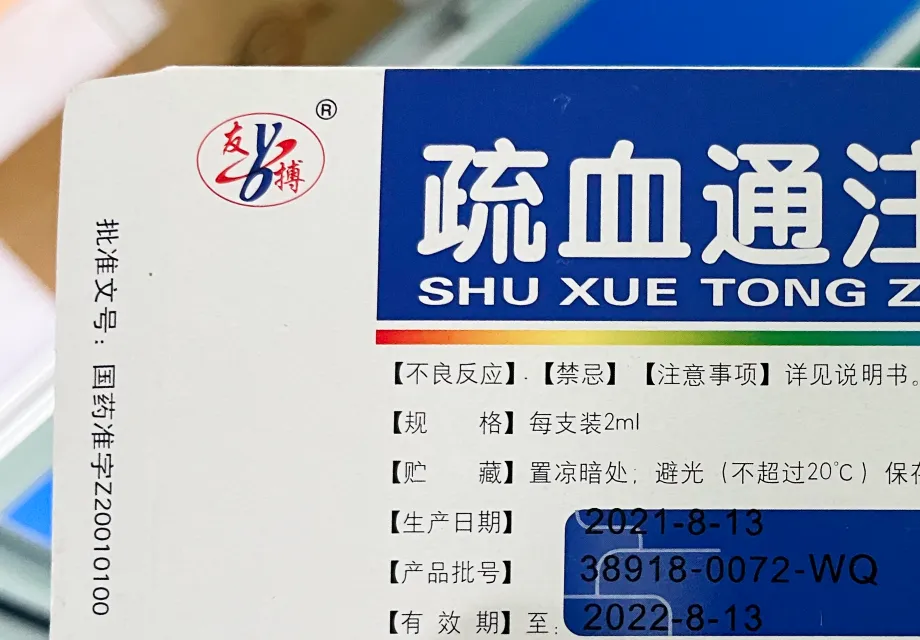 友搏
®
疏血通注
SHU XUE TONG Z
批准文号：国药准字Z20010100
【不良反应】.【禁忌】【注意事项】详见说明书。
【规 格】每支装2ml
【贮 藏】置凉暗处；避光（不超过20℃）保存
【生产日期】 2021-8-13
【产品批号】 38918-0072-WQ
【有 效 期】至： 2022-8-13